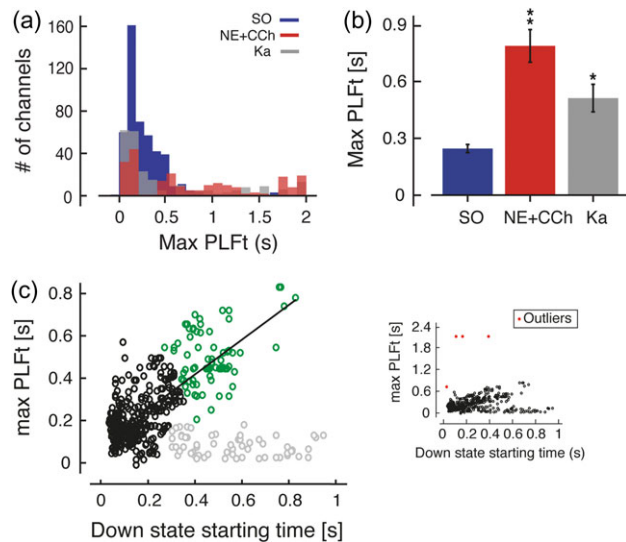 (a)
SO
NE+CCh
Ka
# of channels
160
120
80
40
0
0
0.5
1
1.5
2
Max PLFt (s)
(b)
Max PLFt [s]
0.9
0.6
0.3
0
**
*
SO
NE+CCh
Ka
(c)
max PLFt [s]
0.8
0.6
0.4
0.2
0
0
0.2
0.4
0.6
0.8
1
Down state starting time [s]
Outliers
max PLFt [s]
2.4
2.0
1.6
1.2
0.8
0.4
0
0
0.2
0.4
0.6
0.8
1
Down state starting time (s)